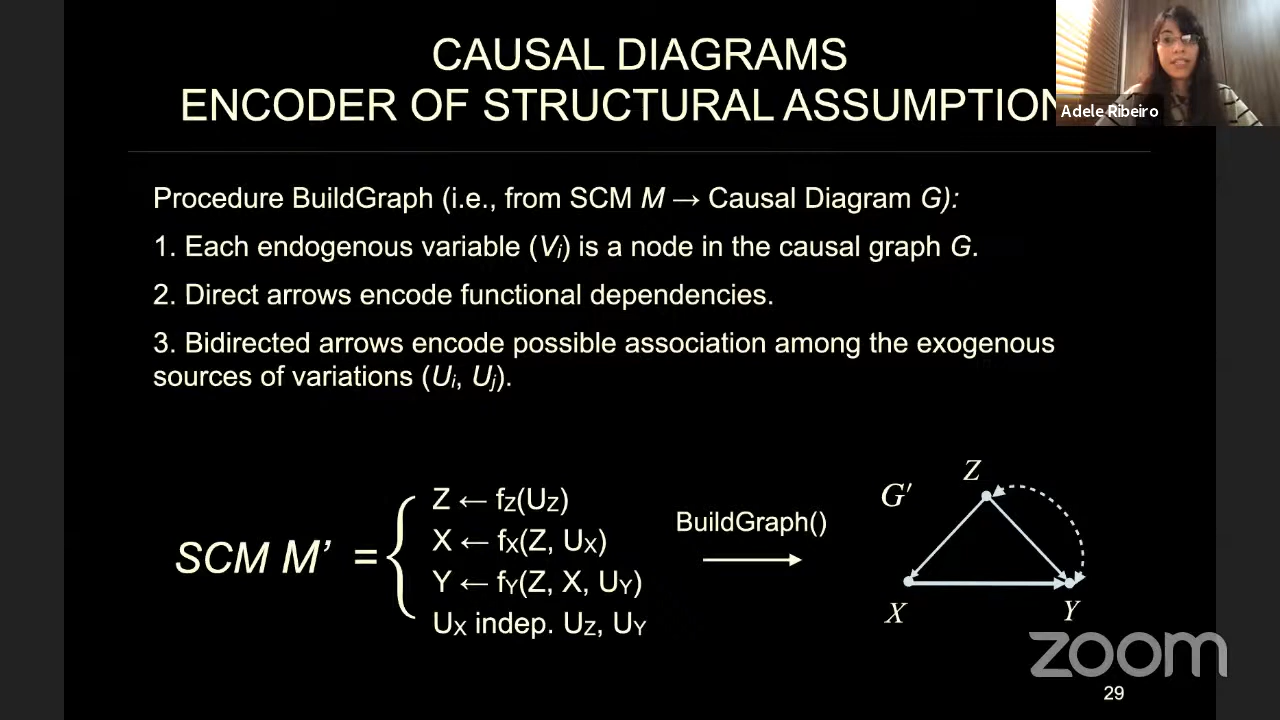 CAUSAL DIAGRAMS
ENCODER OF STRUCTURAL ASSUMPTION
Adele Ribeiro
Procedure BuildGraph (i.e., from SCM M → Causal Diagram G):
1. Each endogenous variable (Vi) is a node in the causal graph G.
2. Direct arrows encode functional dependencies.
3. Bidirected arrows encode possible association among the exogenous
sources of variations (Ui, Uj).
SCM M’ = {
Z ← fZ(UZ)
X ← fX(Z, UX)
Y ← fY(Z, X, UY)
UX indep. UZ, UY
BuildGraph()
G′
Z
X
Y
zoom
29